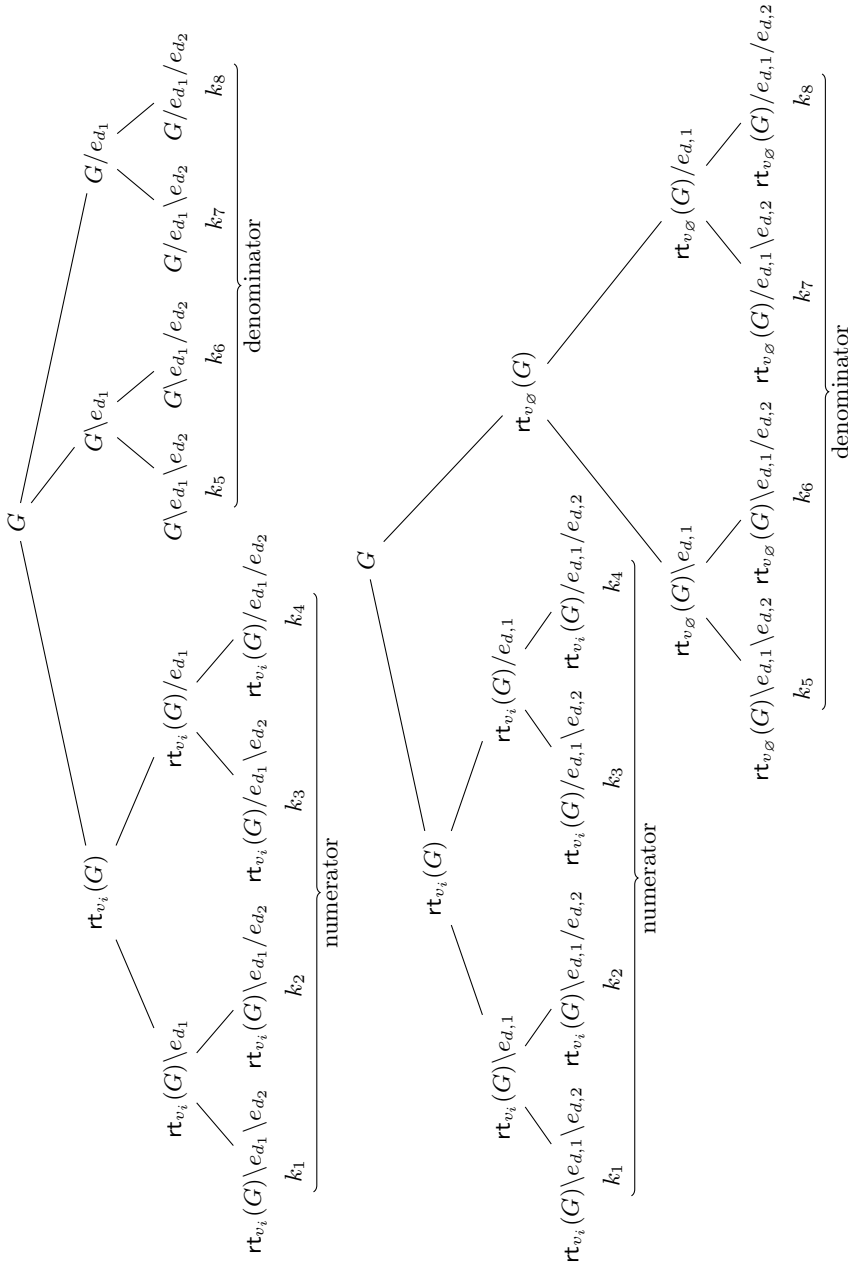 G
rt_{v_i}(G) G\e_{d_1} G/e_{d_1}
rt_{v_i}(G)\e_{d_1} rt_{v_i}(G)/e_{d_1} G\e_{d_1}\e_{d_2} G\e_{d_1}/e_{d_2} G/e_{d_1}\e_{d_2} G/e_{d_1}/e_{d_2}
k_5 k_6 k_7 k_8
denominator
rt_{v_i}(G)\e_{d_1}\e_{d_2} rt_{v_i}(G)\e_{d_1}/e_{d_2} rt_{v_i}(G)/e_{d_1}\e_{d_2} rt_{v_i}(G)/e_{d_1}/e_{d_2}
k_1 k_2 k_3 k_4
numerator
G
rt_{v_i}(G) rt_{v_∅}(G)
rt_{v_i}(G)\e_{d,1} rt_{v_i}(G)/e_{d,1}
rt_{v_i}(G)\e_{d,1}\e_{d,2} rt_{v_i}(G)\e_{d,1}/e_{d,2} rt_{v_i}(G)/e_{d,1}\e_{d,2} rt_{v_i}(G)/e_{d,1}/e_{d,2}
k_1 k_2 k_3 k_4
numerator
rt_{v_∅}(G)\e_{d,1} rt_{v_∅}(G)/e_{d,1}
rt_{v_∅}(G)\e_{d,1}\e_{d,2} rt_{v_∅}(G)\e_{d,1}/e_{d,2} rt_{v_∅}(G)/e_{d,1}\e_{d,2} rt_{v_∅}(G)/e_{d,1}/e_{d,2}
k_5 k_6 k_7 k_8
denominator